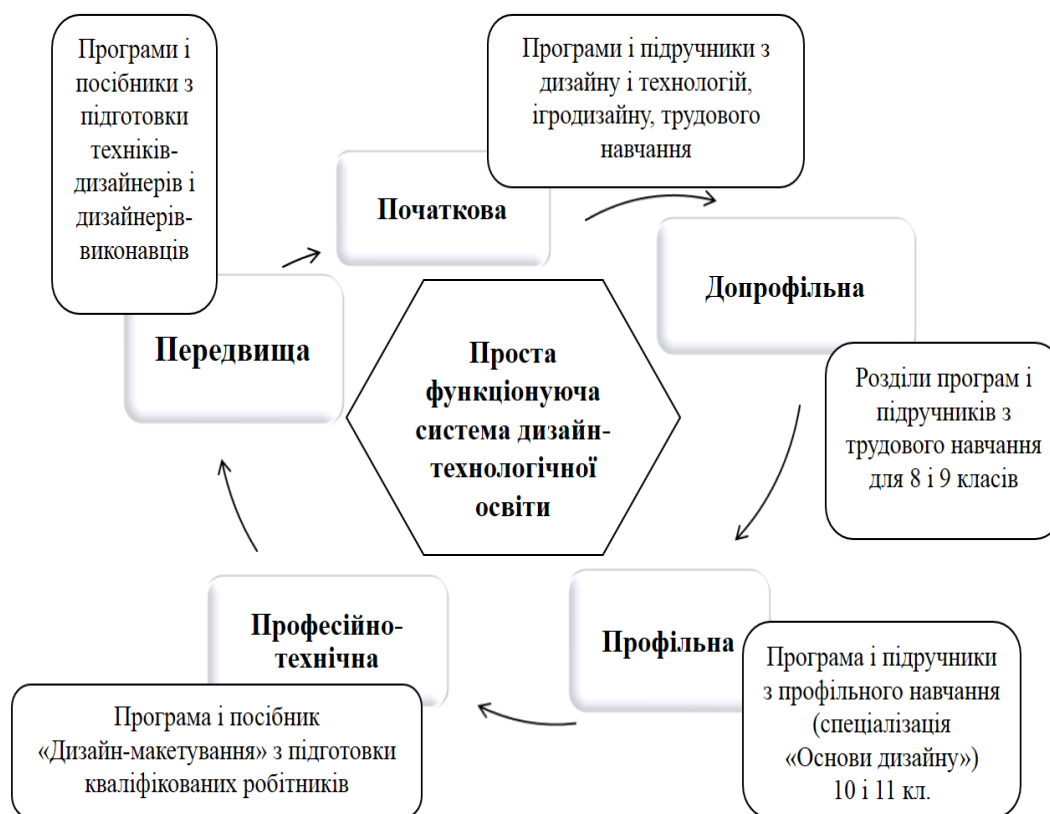 Програми і
посібники з
підготовки
техніків-
дизайнерів і
дизайнерів-
виконавців
Програми і підручники з
дизайну і технологій,
ігродизайну, трудового
навчання
Початкова
Допрофільна
Передвища
Проста
функціонуюча
система дизайн-
технологічної
освіти
Розділи програм і
підручників з
трудового навчання
для 8 і 9 класів
Професійно-
технічна
Профільна
Програма і посібник
«Дизайн-макетування» з підготовки
кваліфікованих робітників
Програма і підручники
з профільного навчання
(спеціалізація
«Основи дизайну»)
10 і 11 кл.